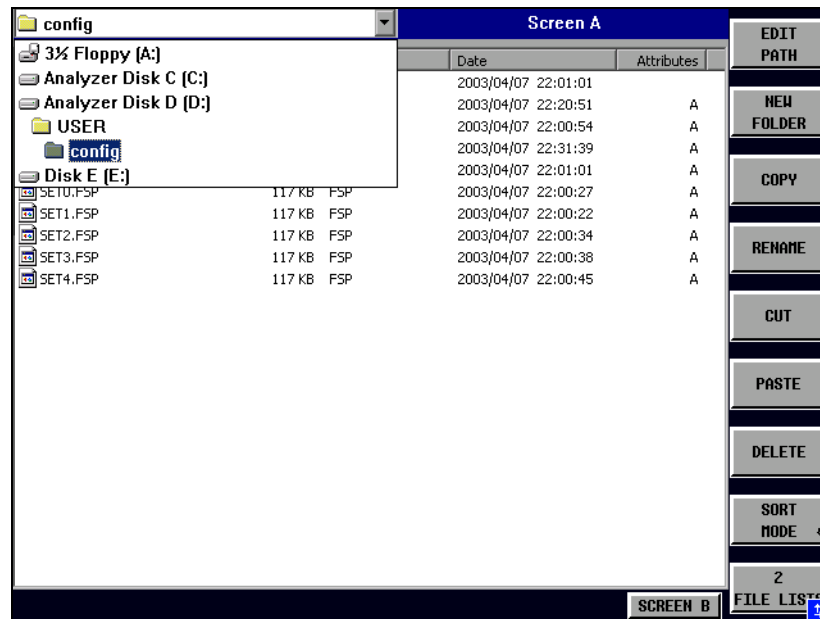 config
Screen A
3½ Floppy (A:)
Analyzer Disk C (C:)
Analyzer Disk D (D:)
USER
config
Disk E (E:)
Date Attributes
2003/04/07 22:01:01
2003/04/07 22:20:51 A
2003/04/07 22:00:54 A
2003/04/07 22:31:39 A
2003/04/07 22:01:01 A
SET0.FSP 117 KB FSP 2003/04/07 22:00:27 A
SET1.FSP 117 KB FSP 2003/04/07 22:00:22 A
SET2.FSP 117 KB FSP 2003/04/07 22:00:34 A
SET3.FSP 117 KB FSP 2003/04/07 22:00:38 A
SET4.FSP 117 KB FSP 2003/04/07 22:00:45 A
SCREEN B
EDIT
PATH
NEW
FOLDER
COPY
RENAME
CUT
PASTE
DELETE
SORT
MODE
2
FILE LISTS